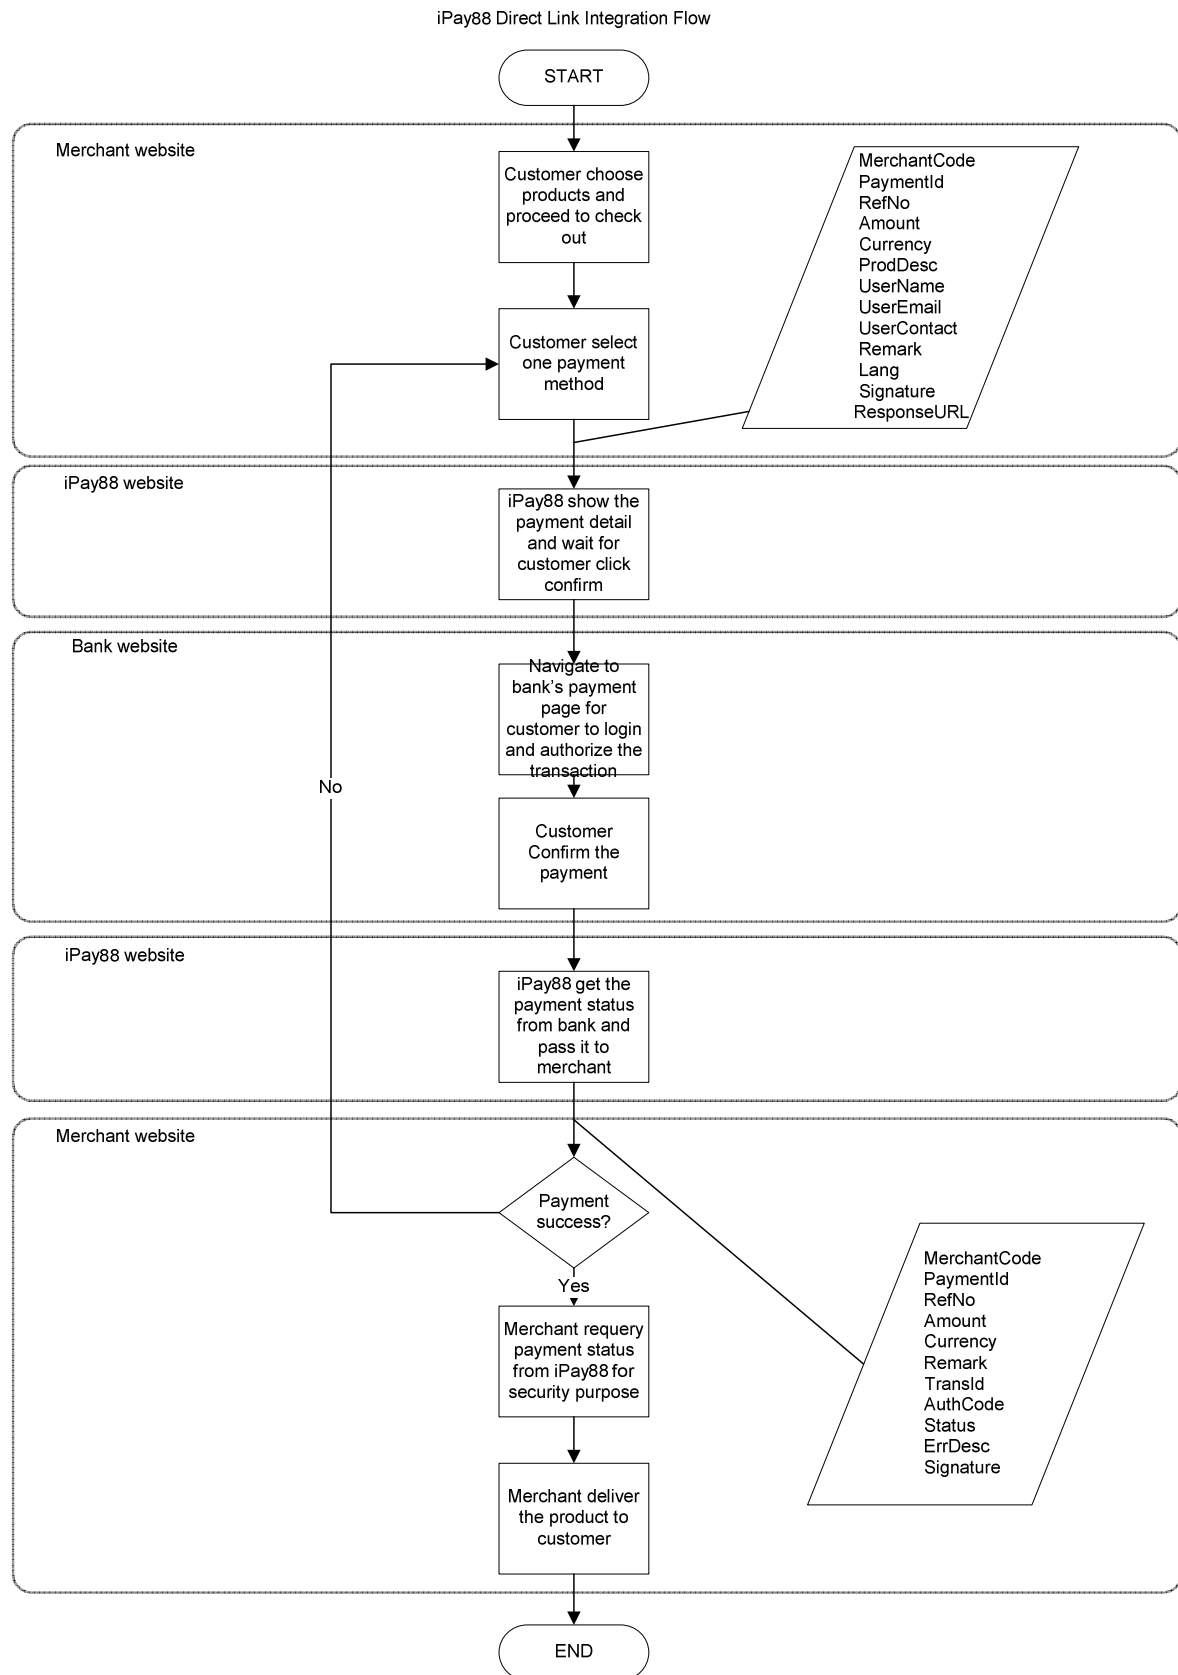 iPay88 Direct Link Integration Flow
START
Merchant website
Customer choose
products and
proceed to check
out
MerchantCode
PaymentId
RefNo
Amount
Currency
ProdDesc
UserName
UserEmail
UserContact
Remark
Lang
Signature
ResponseURL
Customer select
one payment
method
iPay88 website
iPay88 show the
payment detail
and wait for
customer click
confirm
Bank website
Navigate to
bank’s payment
page for
customer to login
and authorize the
transaction
No
Customer
Confirm the
payment
iPay88 website
iPay88 get the
payment status
from bank and
pass it to
merchant
Merchant website
Payment
success?
Yes
Merchant requery
payment status
from iPay88 for
security purpose
MerchantCode
PaymentId
RefNo
Amount
Currency
Remark
TransId
AuthCode
Status
ErrDesc
Signature
Merchant deliver
the product to
customer
END